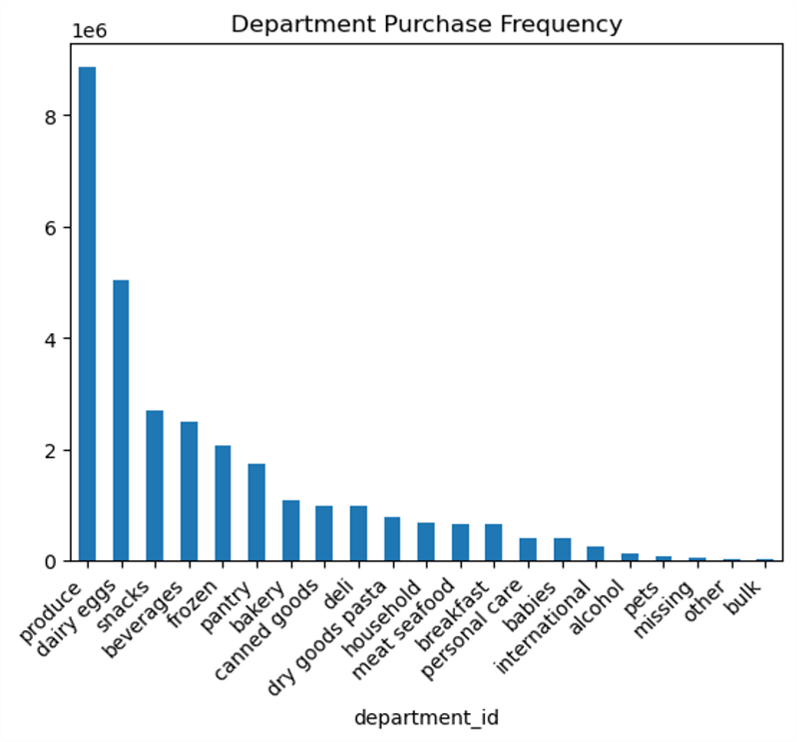 Department Purchase Frequency
1e6
8
6
4
2
0
produce
dairy eggs
snacks
beverages
frozen
pantry
bakery
canned goods
deli
dry goods pasta
household
meat seafood
breakfast
personal care
babies
international
alcohol
pets
missing
other
bulk
department_id